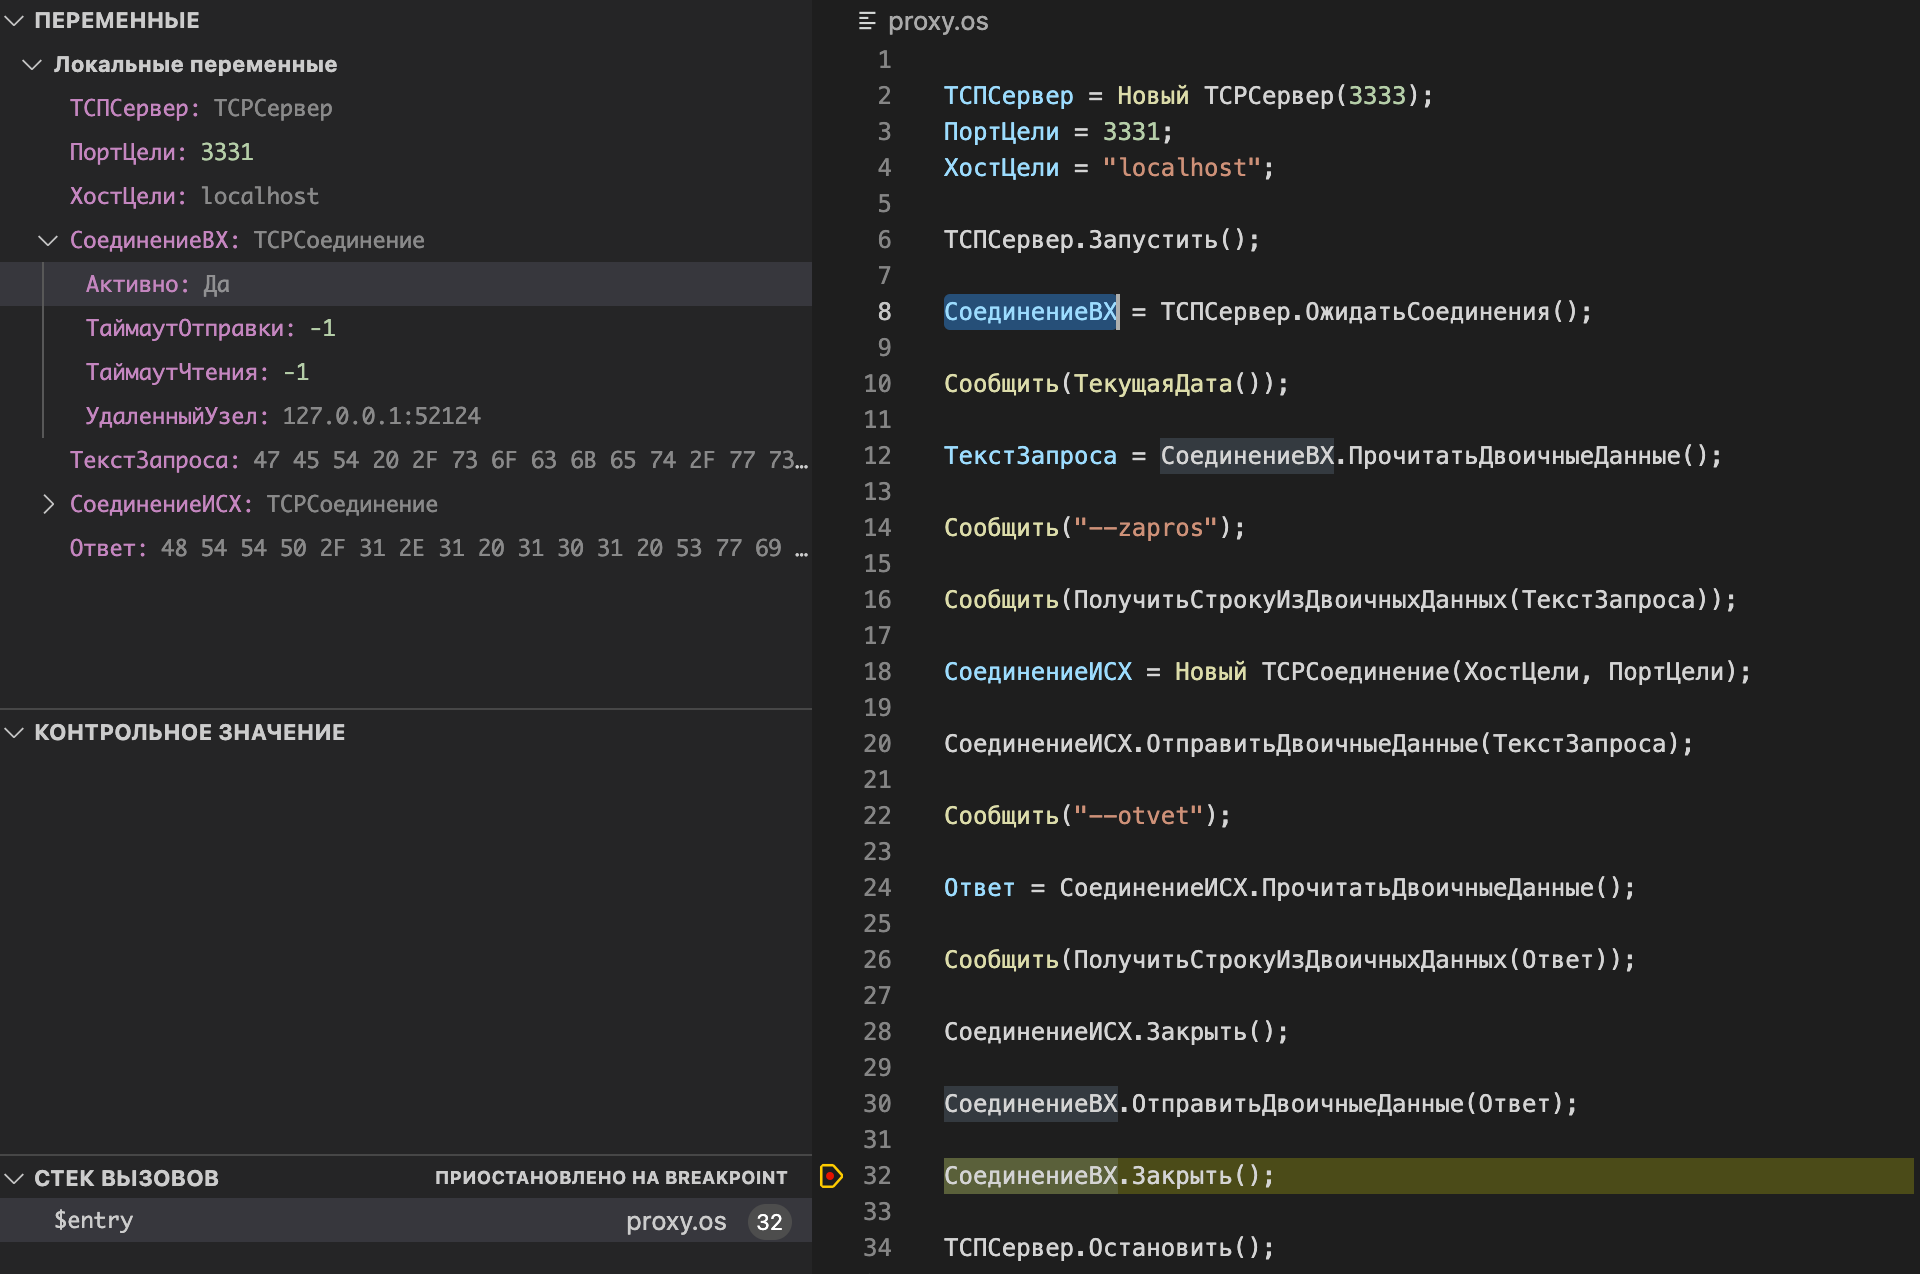 ПЕРЕМЕННЫЕ
Локальные переменные
ТСПСервер: TCPСервер
ПортЦели: 3331
ХостЦели: localhost
СоединениеВХ: TCPСоединение
Активно: Да
ТаймаутОтправки: -1
ТаймаутЧтения: -1
УдаленныйУзел: 127.0.0.1:52124
ТекстЗапроса: 47 45 54 20 2F 73 6F 63 6B 65 74 2F 77 73…
СоединениеИСХ: TCPСоединение
Ответ: 48 54 54 50 2F 31 2E 31 20 31 30 31 20 53 77 69 …
КОНТРОЛЬНОЕ ЗНАЧЕНИЕ
СТЕК ВЫЗОВОВ ПРИОСТАНОВЛЕНО НА BREAKPOINT
$entry proxy.os 32
proxy.os
1
2 ТСПСервер = Новый TCPСервер(3333);
3 ПортЦели = 3331;
4 ХостЦели = "localhost";
5
6 ТСПСервер.Запустить();
7
8 СоединениеВХ = ТСПСервер.ОжидатьСоединения();
9
10 Сообщить(ТекущаяДата());
11
12 ТекстЗапроса = СоединениеВХ.ПрочитатьДвоичныеДанные();
13
14 Сообщить("--zapros");
15
16 Сообщить(ПолучитьСтрокуИзДвоичныхДанных(ТекстЗапроса));
17
18 СоединениеИСХ = Новый TCPСоединение(ХостЦели, ПортЦели);
19
20 СоединениеИСХ.ОтправитьДвоичныеДанные(ТекстЗапроса);
21
22 Сообщить("--otvet");
23
24 Ответ = СоединениеИСХ.ПрочитатьДвоичныеДанные();
25
26 Сообщить(ПолучитьСтрокуИзДвоичныхДанных(Ответ));
27
28 СоединениеИСХ.Закрыть();
29
30 СоединениеВХ.ОтправитьДвоичныеДанные(Ответ);
31
32 СоединениеВХ.Закрыть();
33
34 ТСПСервер.Остановить();